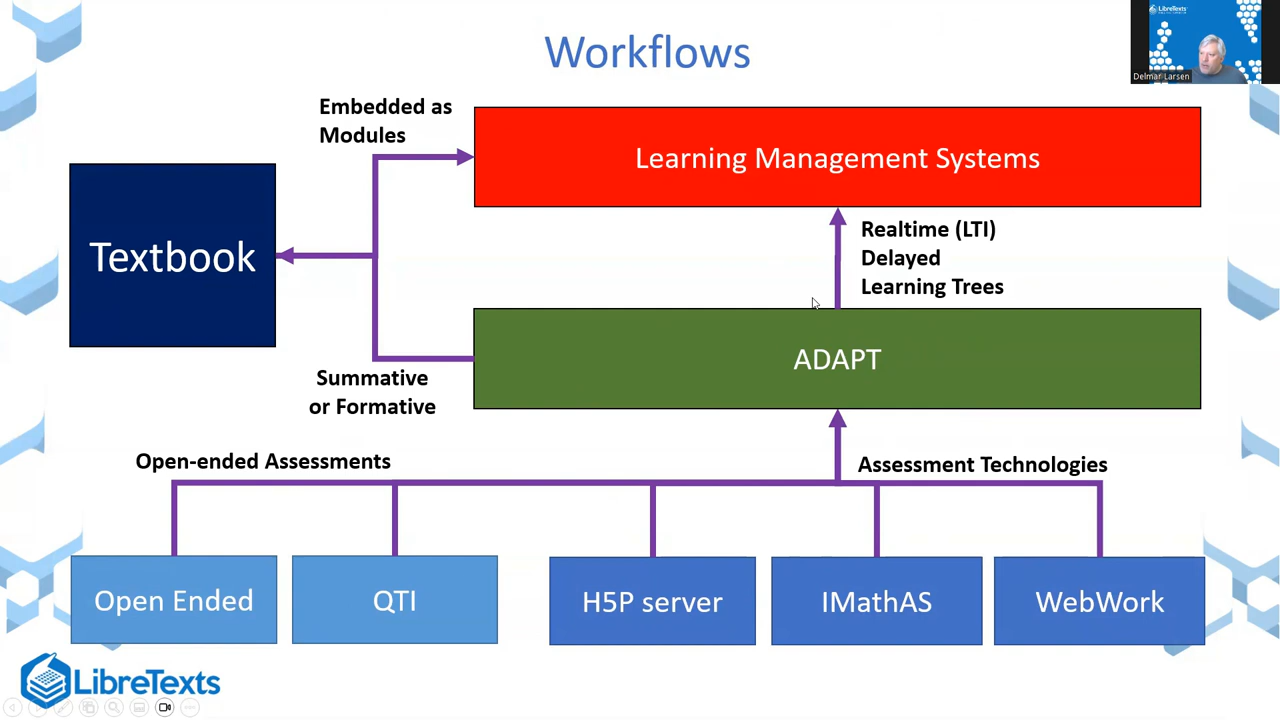 Workflows
LibreTexts
Delmar Larsen
Embedded as
Modules
Learning Management Systems
Textbook
Realtime (LTI)
Delayed
Learning Trees
ADAPT
Summative
or Formative
Open-ended Assessments
Assessment Technologies
Open Ended
QTI
H5P server
IMathAS
WebWork
LibreTexts